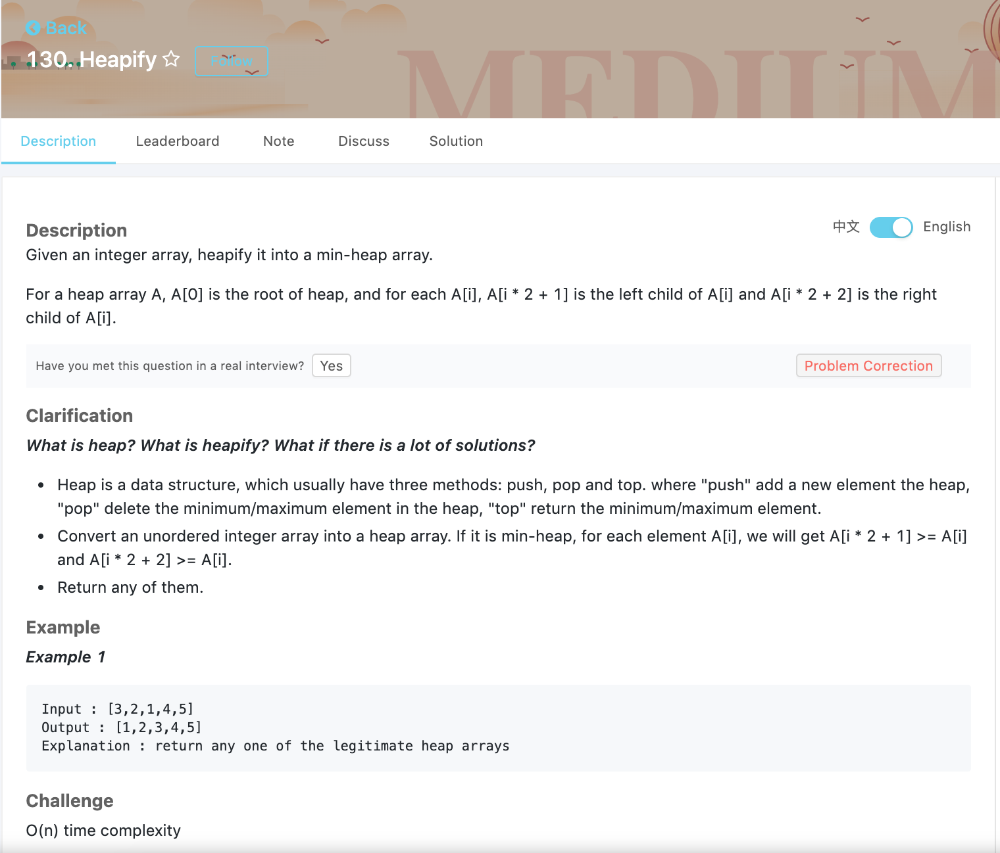 Back
130. Heapify
Follow
MEDIUM
Description
Leaderboard
Note
Discuss
Solution
Description
中文
English
Given an integer array, heapify it into a min-heap array.
For a heap array A, A[0] is the root of heap, and for each A[i], A[i * 2 + 1] is the left child of A[i] and A[i * 2 + 2] is the right
child of A[i].
Have you met this question in a real interview?
Yes
Problem Correction
Clarification
What is heap? What is heapify? What if there is a lot of solutions?
• Heap is a data structure, which usually have three methods: push, pop and top. where "push" add a new element the heap,
"pop" delete the minimum/maximum element in the heap, "top" return the minimum/maximum element.
• Convert an unordered integer array into a heap array. If it is min-heap, for each element A[i], we will get A[i * 2 + 1] >= A[i]
and A[i * 2 + 2] >= A[i].
• Return any of them.
Example
Example 1
Input : [3,2,1,4,5]
Output : [1,2,3,4,5]
Explanation : return any one of the legitimate heap arrays
Challenge
O(n) time complexity